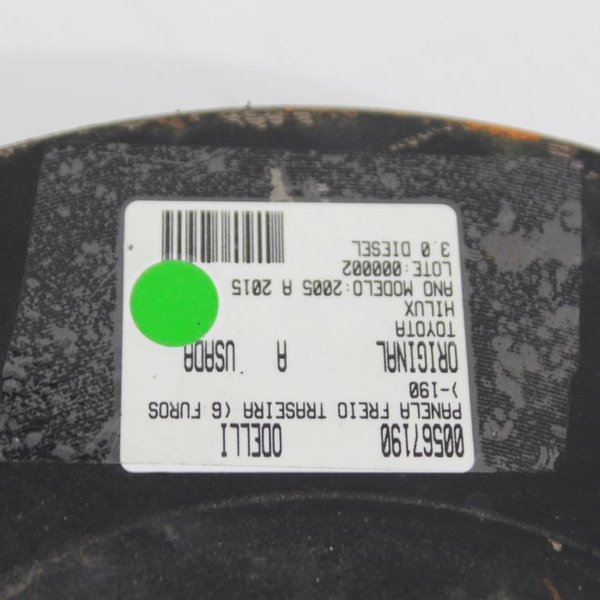 00567190 ODELLI
PANELA FREIO TRASEIRA (6 FUROS
)-190
ORIGINAL A USADA
TOYOTA
HILUX
ANO MODELO:2005 A 2015
LOTE:000002
3.0 DIESEL